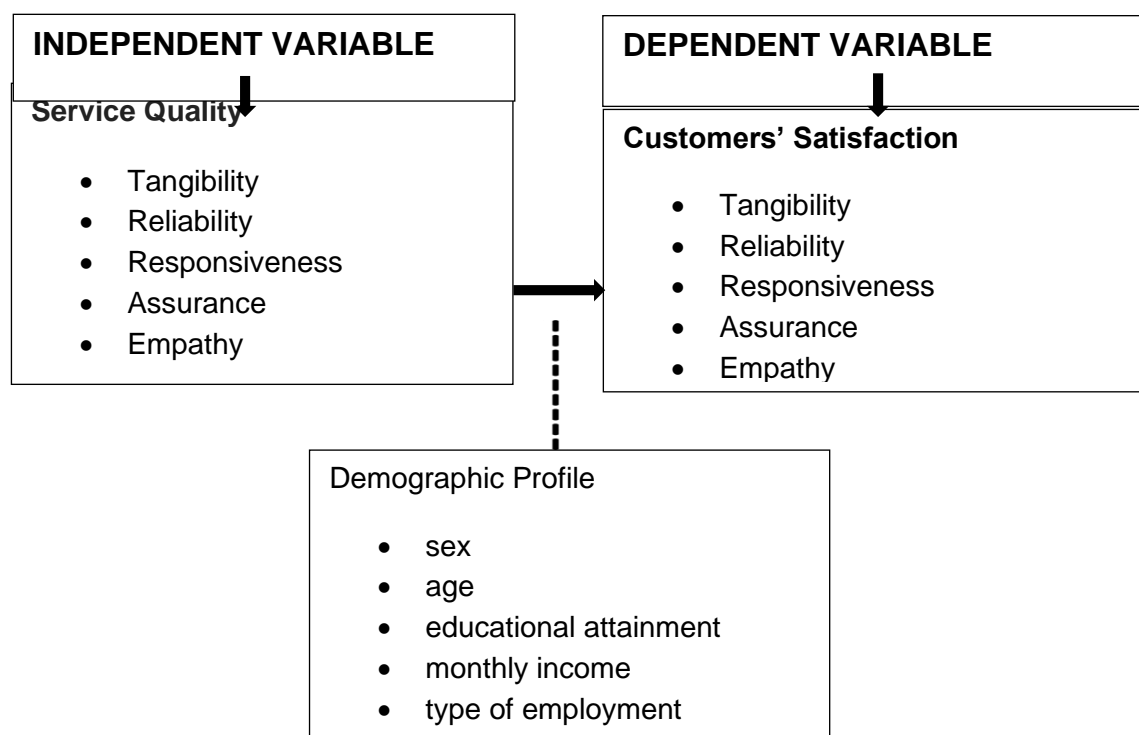 INDEPENDENT VARIABLE
Service Quality
• Tangibility
• Reliability
• Responsiveness
• Assurance
• Empathy
DEPENDENT VARIABLE
Customers’ Satisfaction
• Tangibility
• Reliability
• Responsiveness
• Assurance
• Empathy
Demographic Profile
• sex
• age
• educational attainment
• monthly income
• type of employment